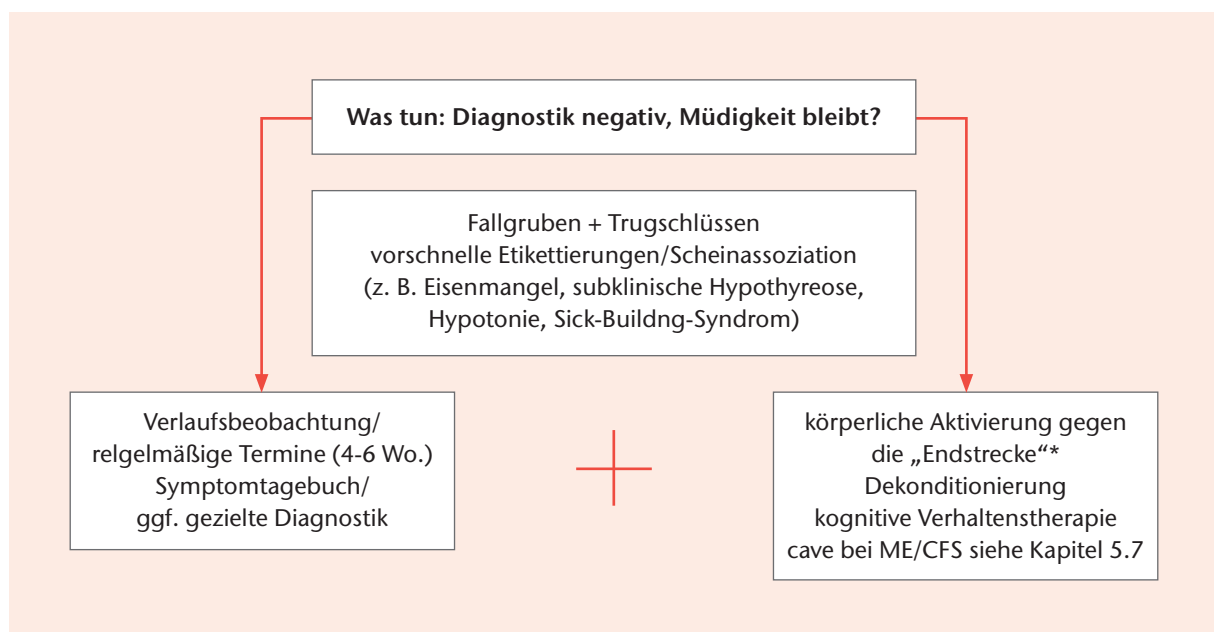 Was tun: Diagnostik negativ, Müdigkeit bleibt?
Fallgruben + Trugschlüssen
vorschnelle Etikettierungen/Scheinassoziation
(z. B. Eisenmangel, subklinische Hypothyreose,
Hypotonie, Sick-Buildng-Syndrom)
Verlaufsbeobachtung/
relgelmäßige Termine (4-6 Wo.)
Symptomtagebuch/
ggf. gezielte Diagnostik
körperliche Aktivierung gegen
die „Endstrecke“*
Dekonditionierung
kognitive Verhaltenstherapie
cave bei ME/CFS siehe Kapitel 5.7